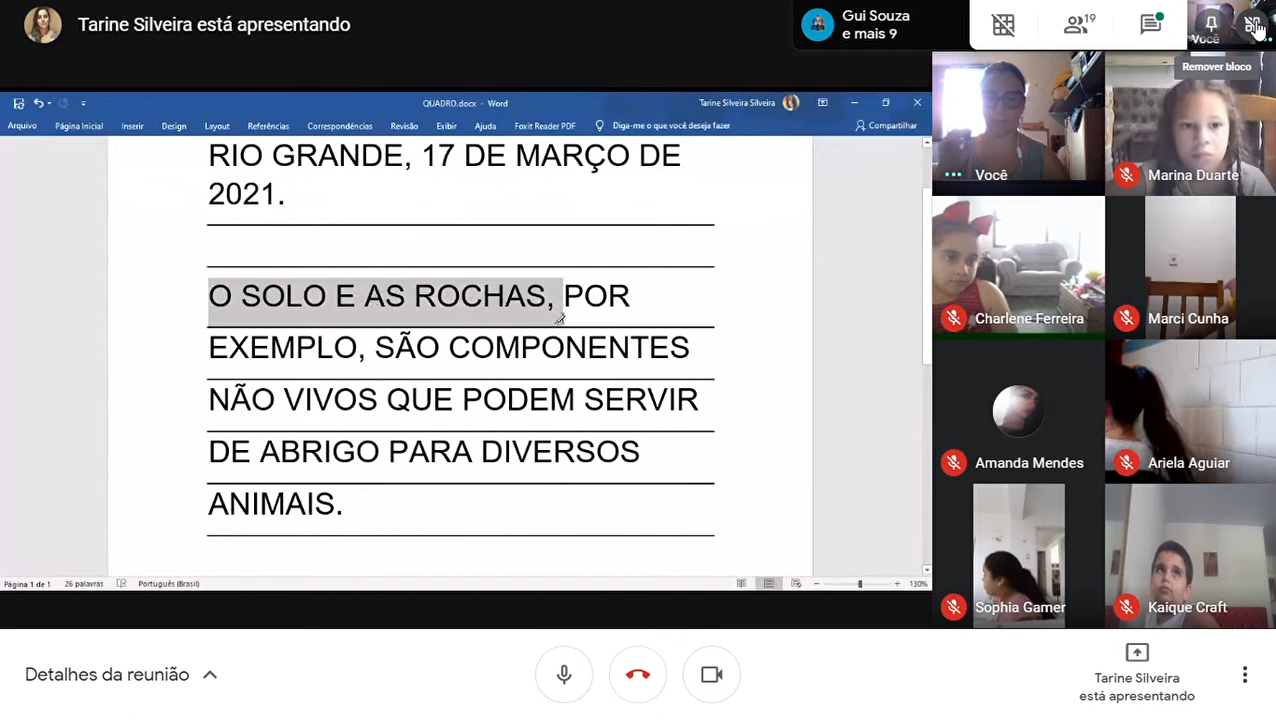 Tarine Silveira está apresentando
Gui Souza
e mais 9
19
Você
Remover bloco
QUADRO.docx - Word
Tarine Silveira Silveira
Arquivo
Página Inicial
Inserir
Design
Layout
Referências
Correspondências
Revisão
Exibir
Ajuda
Foxit Reader PDF
Diga-me o que você deseja fazer
Compartilhar
RIO GRANDE, 17 DE MARÇO DE
2021.
O SOLO E AS ROCHAS, POR
EXEMPLO, SÃO COMPONENTES
NÃO VIVOS QUE PODEM SERVIR
DE ABRIGO PARA DIVERSOS
ANIMAIS.
Página 1 de 1
26 palavras
Português (Brasil)
130%
Você
Marina Duarte
Charlene Ferreira
Marci Cunha
Amanda Mendes
Ariela Aguiar
Sophia Gamer
Kaique Craft
Detalhes da reunião
Tarine Silveira
está apresentando